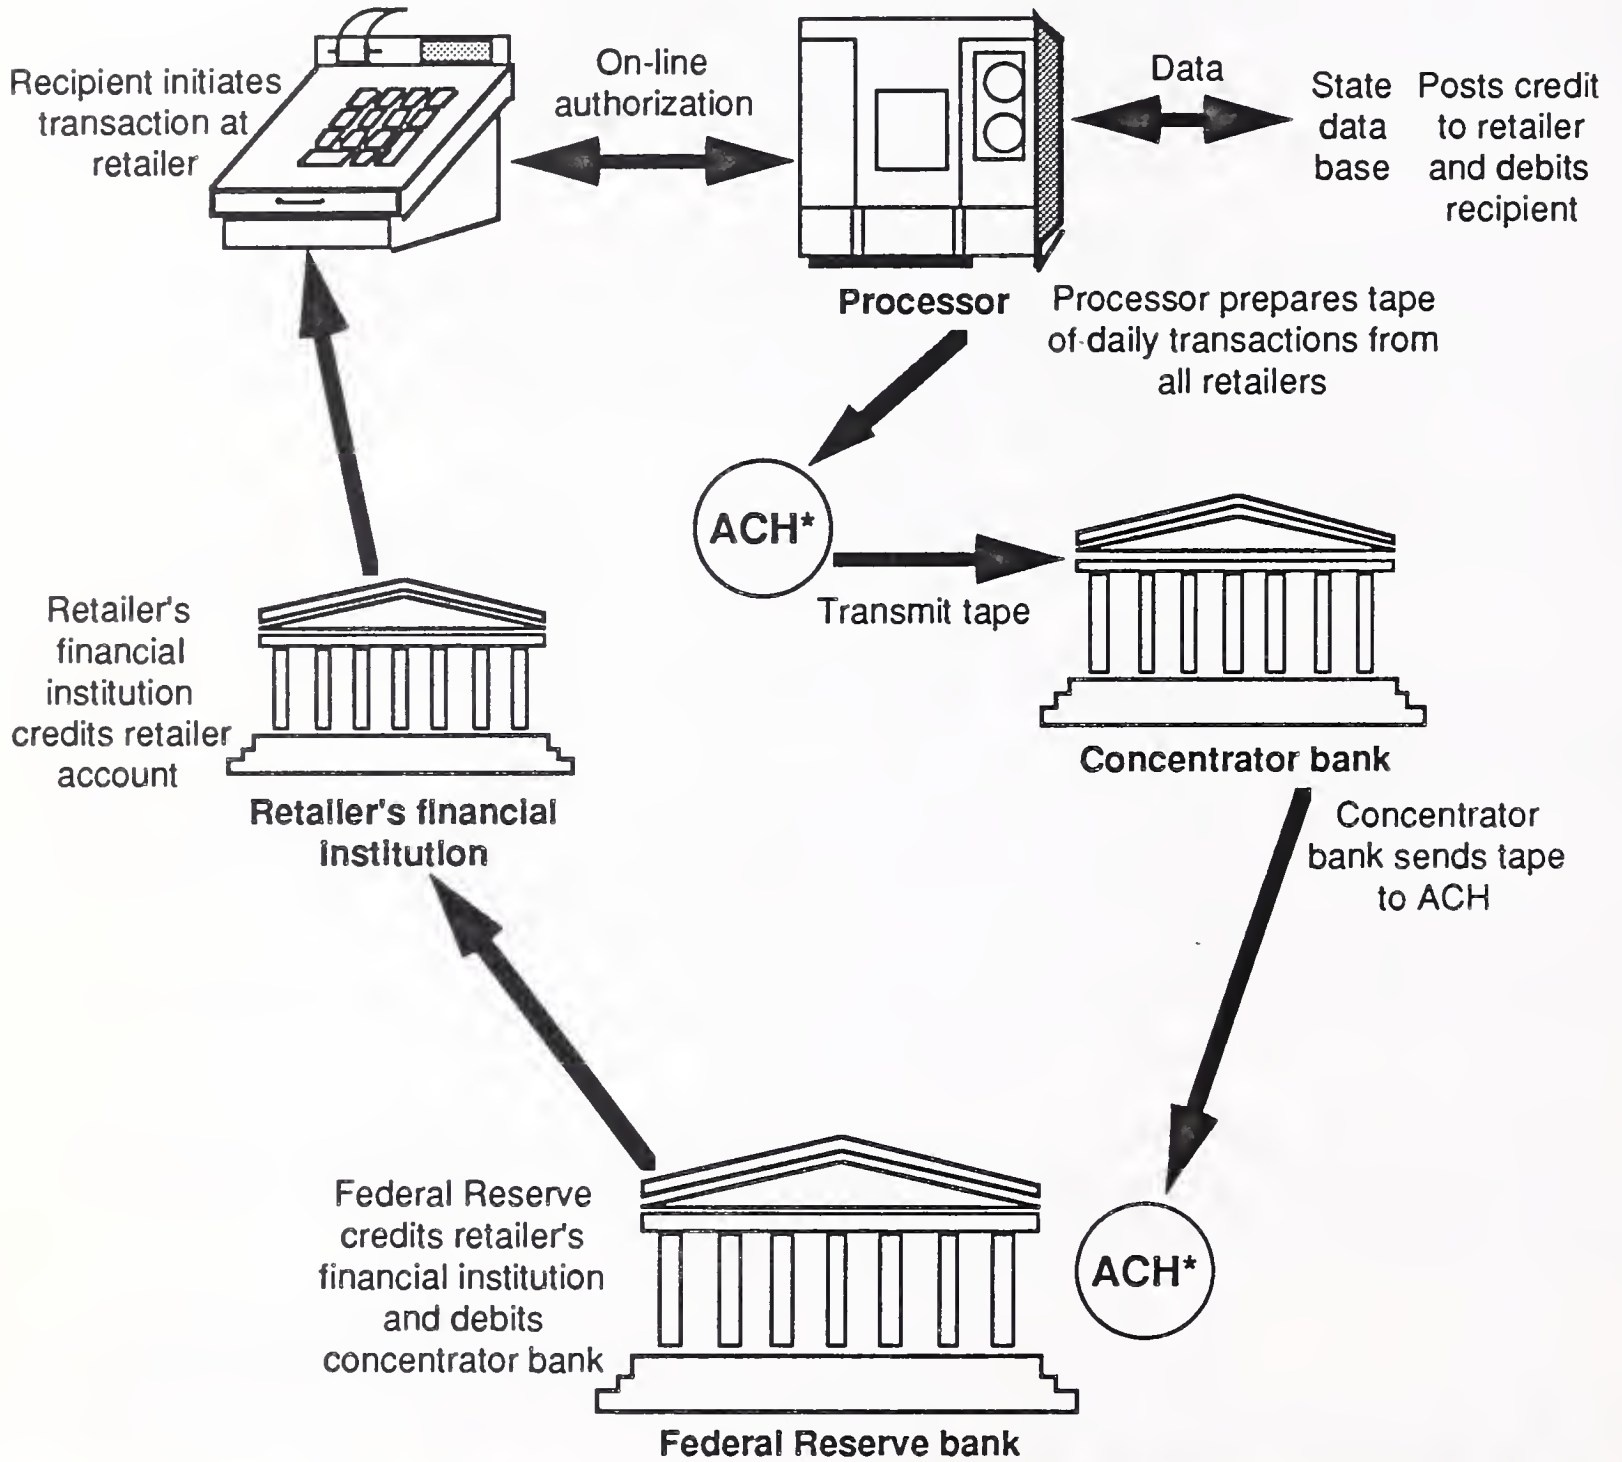 Recipient initiates
transaction at
retailer
On-line
authorization
Data
State
data
base
Posts credit
to retailer
and debits
recipient
Processor
Processor prepares tape
of daily transactions from
all retailers
ACH*
Transmit tape
Concentrator bank
Concentrator
bank sends tape
to ACH
Retailer's
financial
institution
credits retailer
account
Retailer's financial
institution
Federal Reserve
credits retailer's
financial institution
and debits
concentrator bank
ACH*
Federal Reserve bank